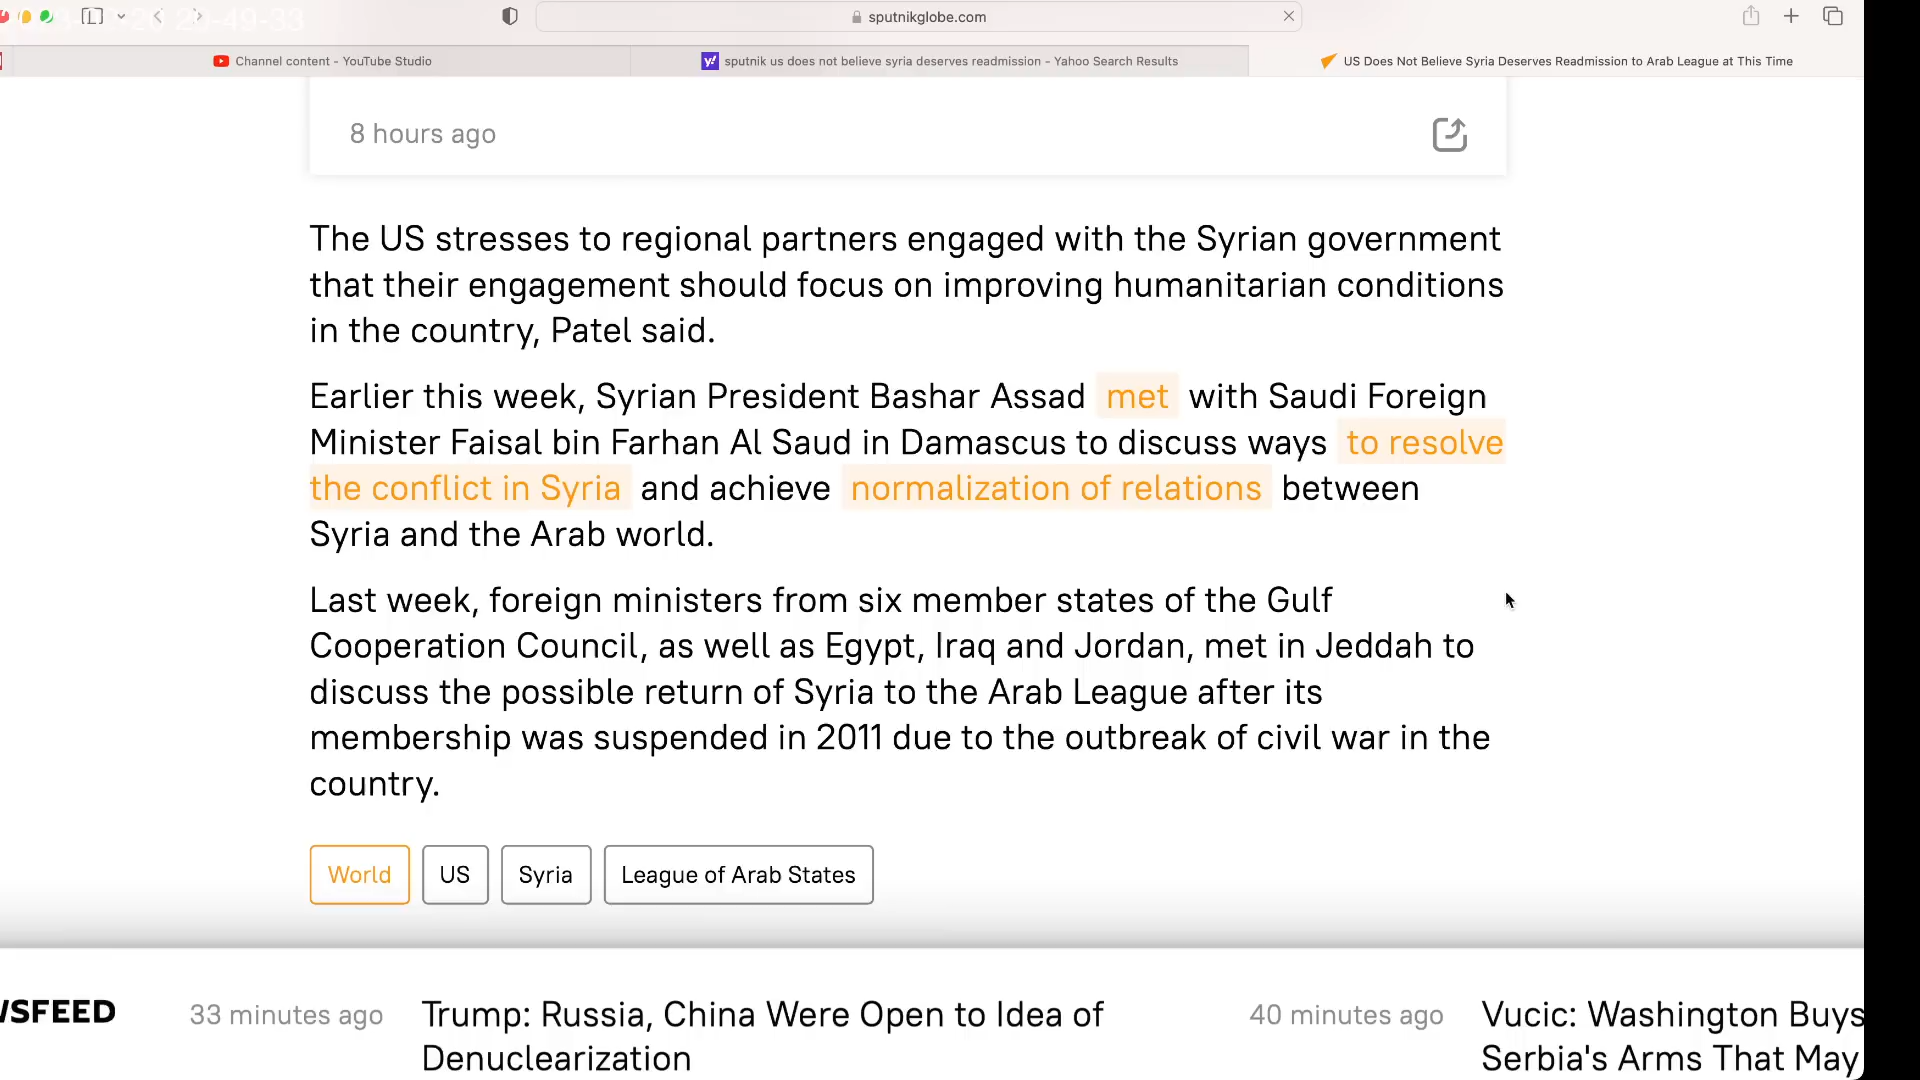 sputnikglobe.com
Channel content - YouTube Studio
sputnik us does not believe syria deserves readmission - Yahoo Search Results
US Does Not Believe Syria Deserves Readmission to Arab League at This Time
8 hours ago
The US stresses to regional partners engaged with the Syrian government
that their engagement should focus on improving humanitarian conditions
in the country, Patel said.
Earlier this week, Syrian President Bashar Assad met with Saudi Foreign
Minister Faisal bin Farhan Al Saud in Damascus to discuss ways to resolve
the conflict in Syria and achieve normalization of relations between
Syria and the Arab world.
Last week, foreign ministers from six member states of the Gulf
Cooperation Council, as well as Egypt, Iraq and Jordan, met in Jeddah to
discuss the possible return of Syria to the Arab League after its
membership was suspended in 2011 due to the outbreak of civil war in the
country.
World US Syria League of Arab States
WSFEED 33 minutes ago Trump: Russia, China Were Open to Idea of
Denuclearization
40 minutes ago Vucic: Washington Buys
Serbia's Arms That May